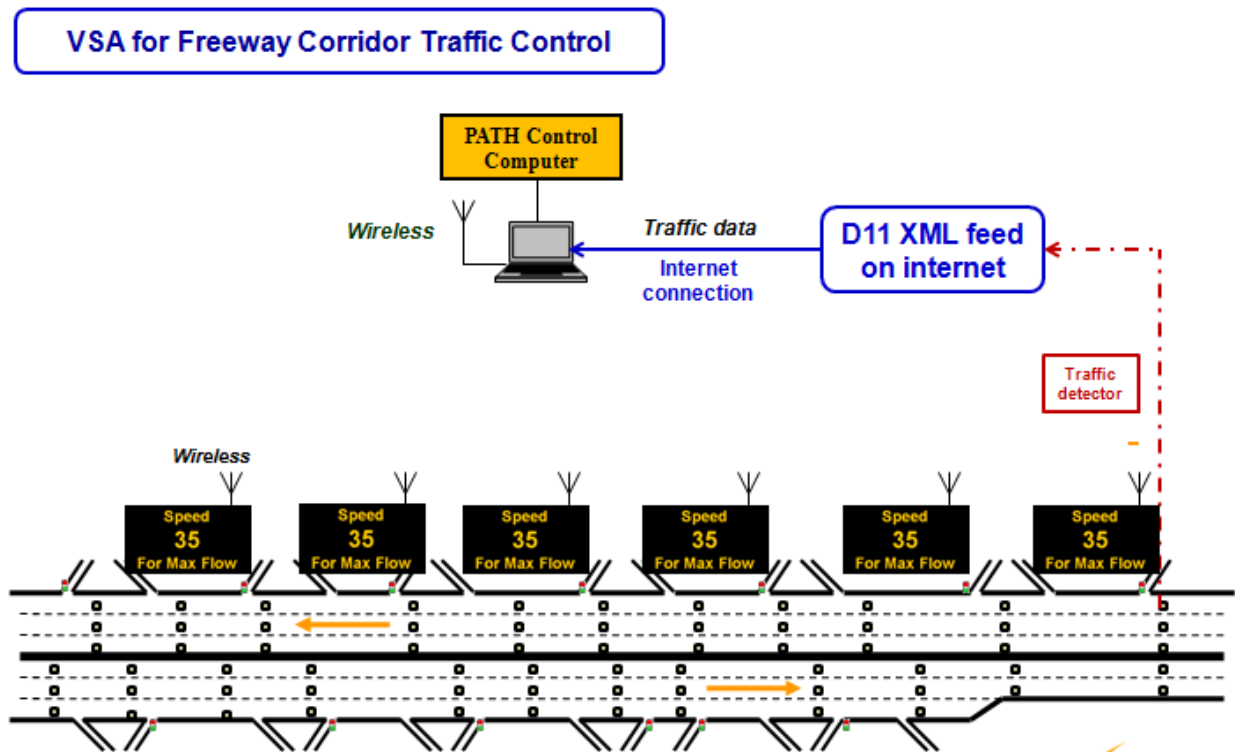 VSA for Freeway Corridor Traffic Control
PATH Control
Computer
Wireless
Traffic data
Internet
connection
D11 XML feed
on internet
Traffic
detector
Wireless
Speed
35
For Max Flow
Speed
35
For Max Flow
Speed
35
For Max Flow
Speed
35
For Max Flow
Speed
35
For Max Flow
Speed
35
For Max Flow